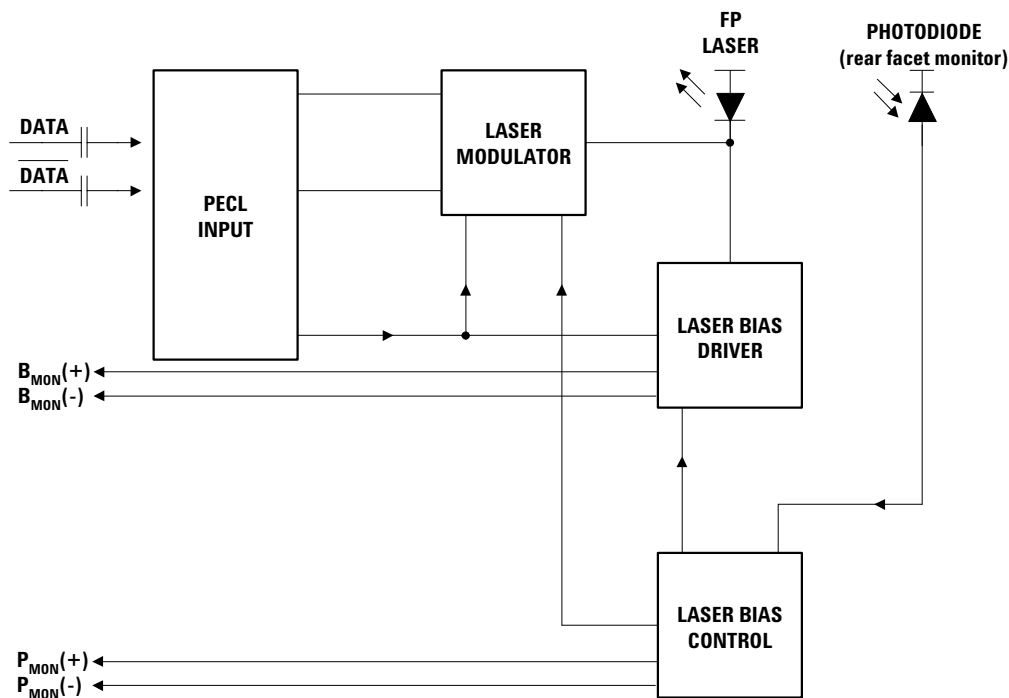 FP
LASER
PHOTODIODE
(rear facet monitor)
DATA
DATA
PECL
INPUT
LASER
MODULATOR
LASER BIAS
DRIVER
BMON(+)
BMON(-)
LASER BIAS
CONTROL
PMON(+)
PMON(-)